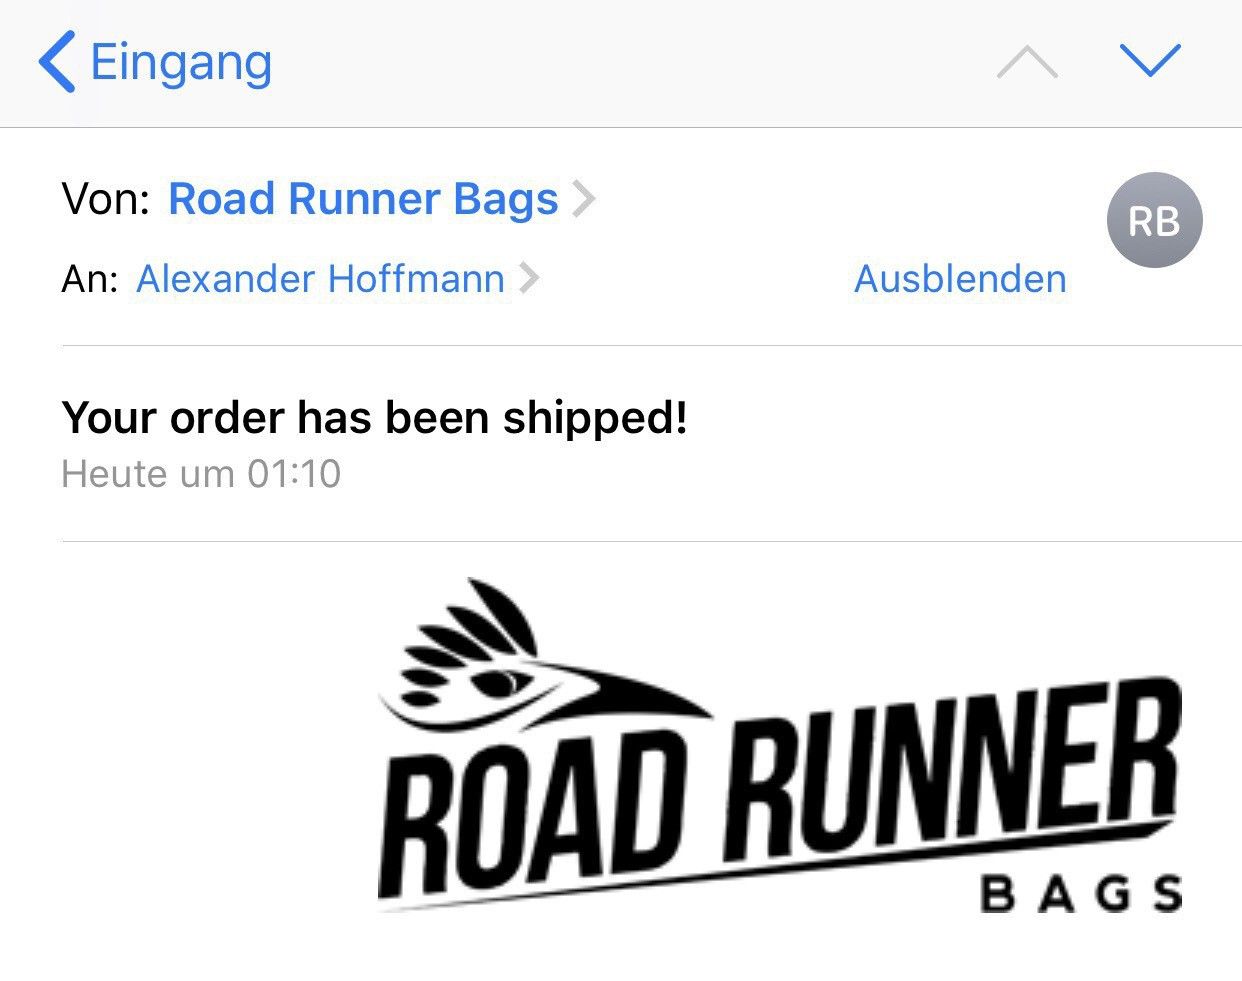 Eingang
Von: Road Runner Bags
RB
An: Alexander Hoffmann
Ausblenden
Your order has been shipped!
Heute um 01:10
ROAD RUNNER
BAGS